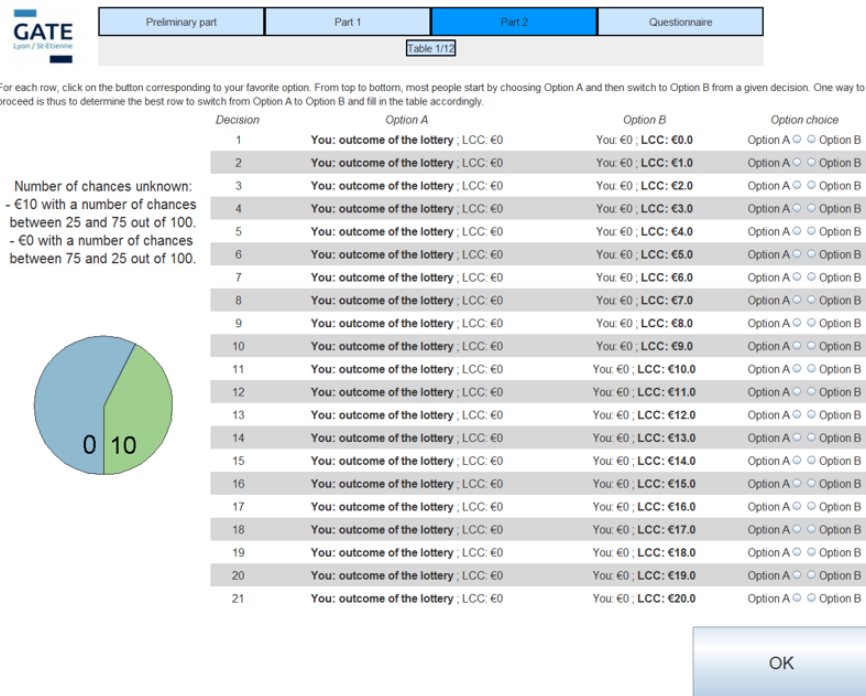 GATE
Lyon / St-Etienne
Preliminary part
Part 1
Part 2
Questionnaire
Table 1/12
For each row, click on the button corresponding to your favorite option. From top to bottom, most people start by choosing Option A and then switch to Option B from a given decision. One way to
proceed is thus to determine the best row to switch from Option A to Option B and fill in the table accordingly.
Decision Option A Option B Option choice
1 You: outcome of the lottery ; LCC: €0 You: €0 ; LCC: €0.0 Option A Option B
2 You: outcome of the lottery ; LCC: €0 You: €0 ; LCC: €1.0 Option A Option B
3 You: outcome of the lottery ; LCC: €0 You: €0 ; LCC: €2.0 Option A Option B
4 You: outcome of the lottery ; LCC: €0 You: €0 ; LCC: €3.0 Option A Option B
5 You: outcome of the lottery ; LCC: €0 You: €0 ; LCC: €4.0 Option A Option B
6 You: outcome of the lottery ; LCC: €0 You: €0 ; LCC: €5.0 Option A Option B
7 You: outcome of the lottery ; LCC: €0 You: €0 ; LCC: €6.0 Option A Option B
8 You: outcome of the lottery ; LCC: €0 You: €0 ; LCC: €7.0 Option A Option B
9 You: outcome of the lottery ; LCC: €0 You: €0 ; LCC: €8.0 Option A Option B
10 You: outcome of the lottery ; LCC: €0 You: €0 ; LCC: €9.0 Option A Option B
11 You: outcome of the lottery ; LCC: €0 You: €0 ; LCC: €10.0 Option A Option B
12 You: outcome of the lottery ; LCC: €0 You: €0 ; LCC: €11.0 Option A Option B
13 You: outcome of the lottery ; LCC: €0 You: €0 ; LCC: €12.0 Option A Option B
14 You: outcome of the lottery ; LCC: €0 You: €0 ; LCC: €13.0 Option A Option B
15 You: outcome of the lottery ; LCC: €0 You: €0 ; LCC: €14.0 Option A Option B
16 You: outcome of the lottery ; LCC: €0 You: €0 ; LCC: €15.0 Option A Option B
17 You: outcome of the lottery ; LCC: €0 You: €0 ; LCC: €16.0 Option A Option B
18 You: outcome of the lottery ; LCC: €0 You: €0 ; LCC: €17.0 Option A Option B
19 You: outcome of the lottery ; LCC: €0 You: €0 ; LCC: €18.0 Option A Option B
20 You: outcome of the lottery ; LCC: €0 You: €0 ; LCC: €19.0 Option A Option B
21 You: outcome of the lottery ; LCC: €0 You: €0 ; LCC: €20.0 Option A Option B
Number of chances unknown:
- €10 with a number of chances
between 25 and 75 out of 100.
- €0 with a number of chances
between 75 and 25 out of 100.
0 10
OK